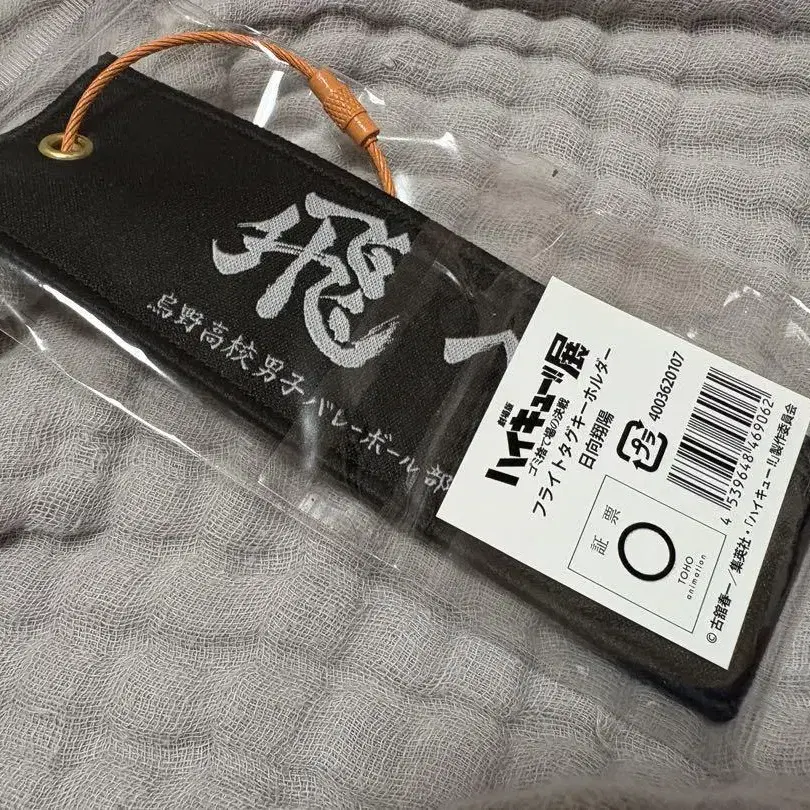 飛べ
烏野高校男子バレーボール部
劇場版
ハイキュー!!展
ゴミ捨て場の決戦
フライトタグキーホルダー
日向翔陽
プラ
4003620107
4 539648 469062
証票
TOHO
animation
© 古舘春一/集英社・「ハイキュー!!」製作委員会